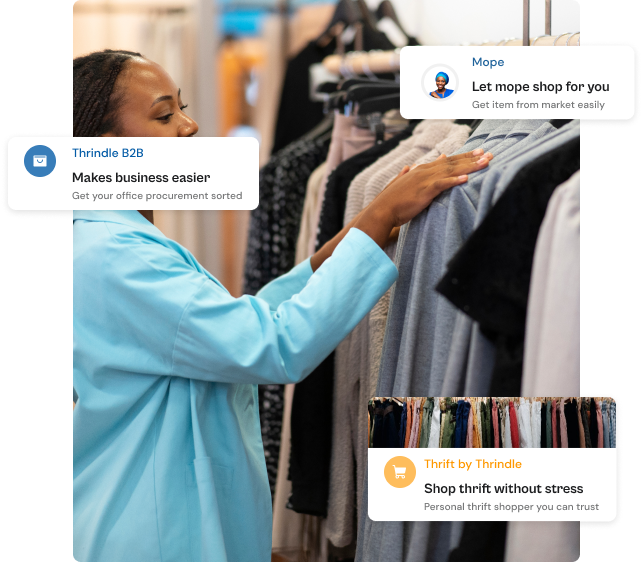 Mope
Let mope shop for you
Get item from market easily
Thrindle B2B
Makes business easier
Get your office procurement sorted
Thrift by Thrindle
Shop thrift without stress
Personal thrift shopper you can trust